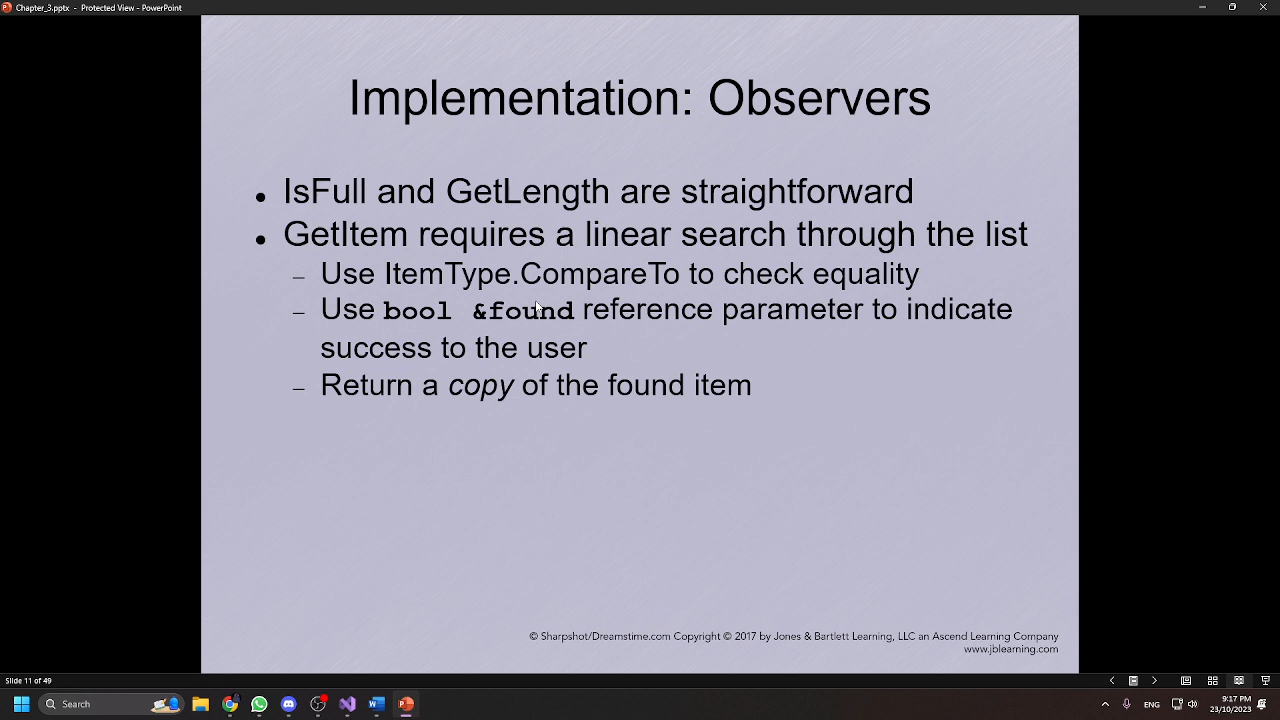 Chapter_3.pptx - Protected View - PowerPoint
Implementation: Observers
• IsFull and GetLength are straightforward
• GetItem requires a linear search through the list
– Use ItemType.CompareTo to check equality
– Use bool &found reference parameter to indicate
success to the user
– Return a copy of the found item
© Sharpshot/Dreamstime.com Copyright © 2017 by Jones & Bartlett Learning, LLC an Ascend Learning Company
www.jblearning.com
Slide 11 of 49
Search
ENG
9:17 PM
23/10/2023